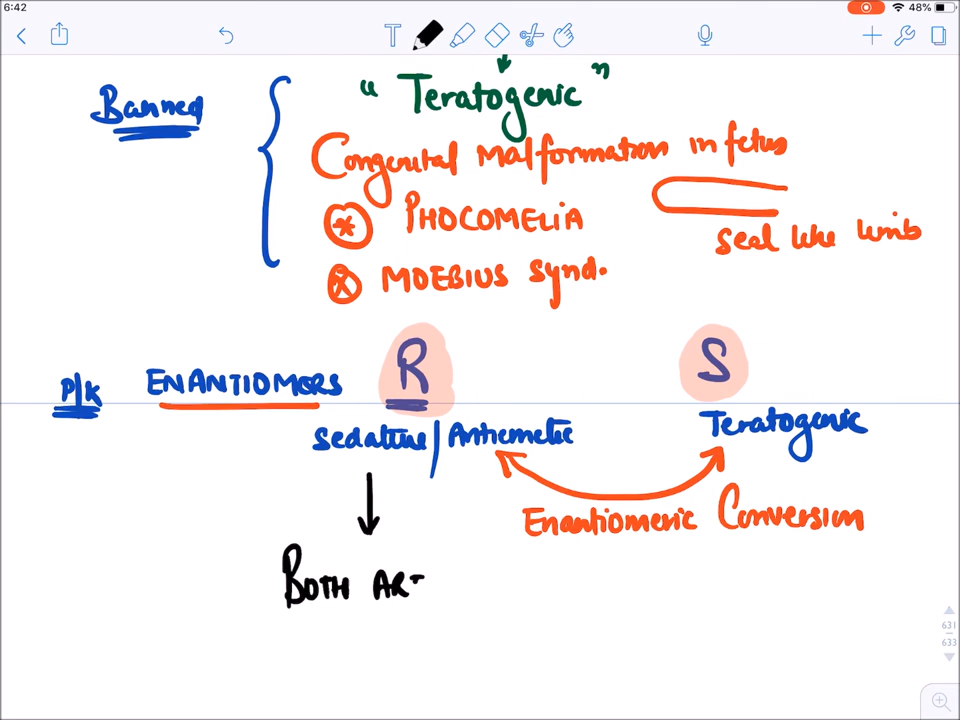 6:42
48%
T
"Teratogenic"
Banned
Congenital Malformation in fetus
* PHOCOMELIA
seal like limb
MOEBIUS Synd.
R S
P/K ENANTIOMERS
Sedative/Antiemetic
Teratogenic
Enantiomeric Conversion
BOTH AR
631
633